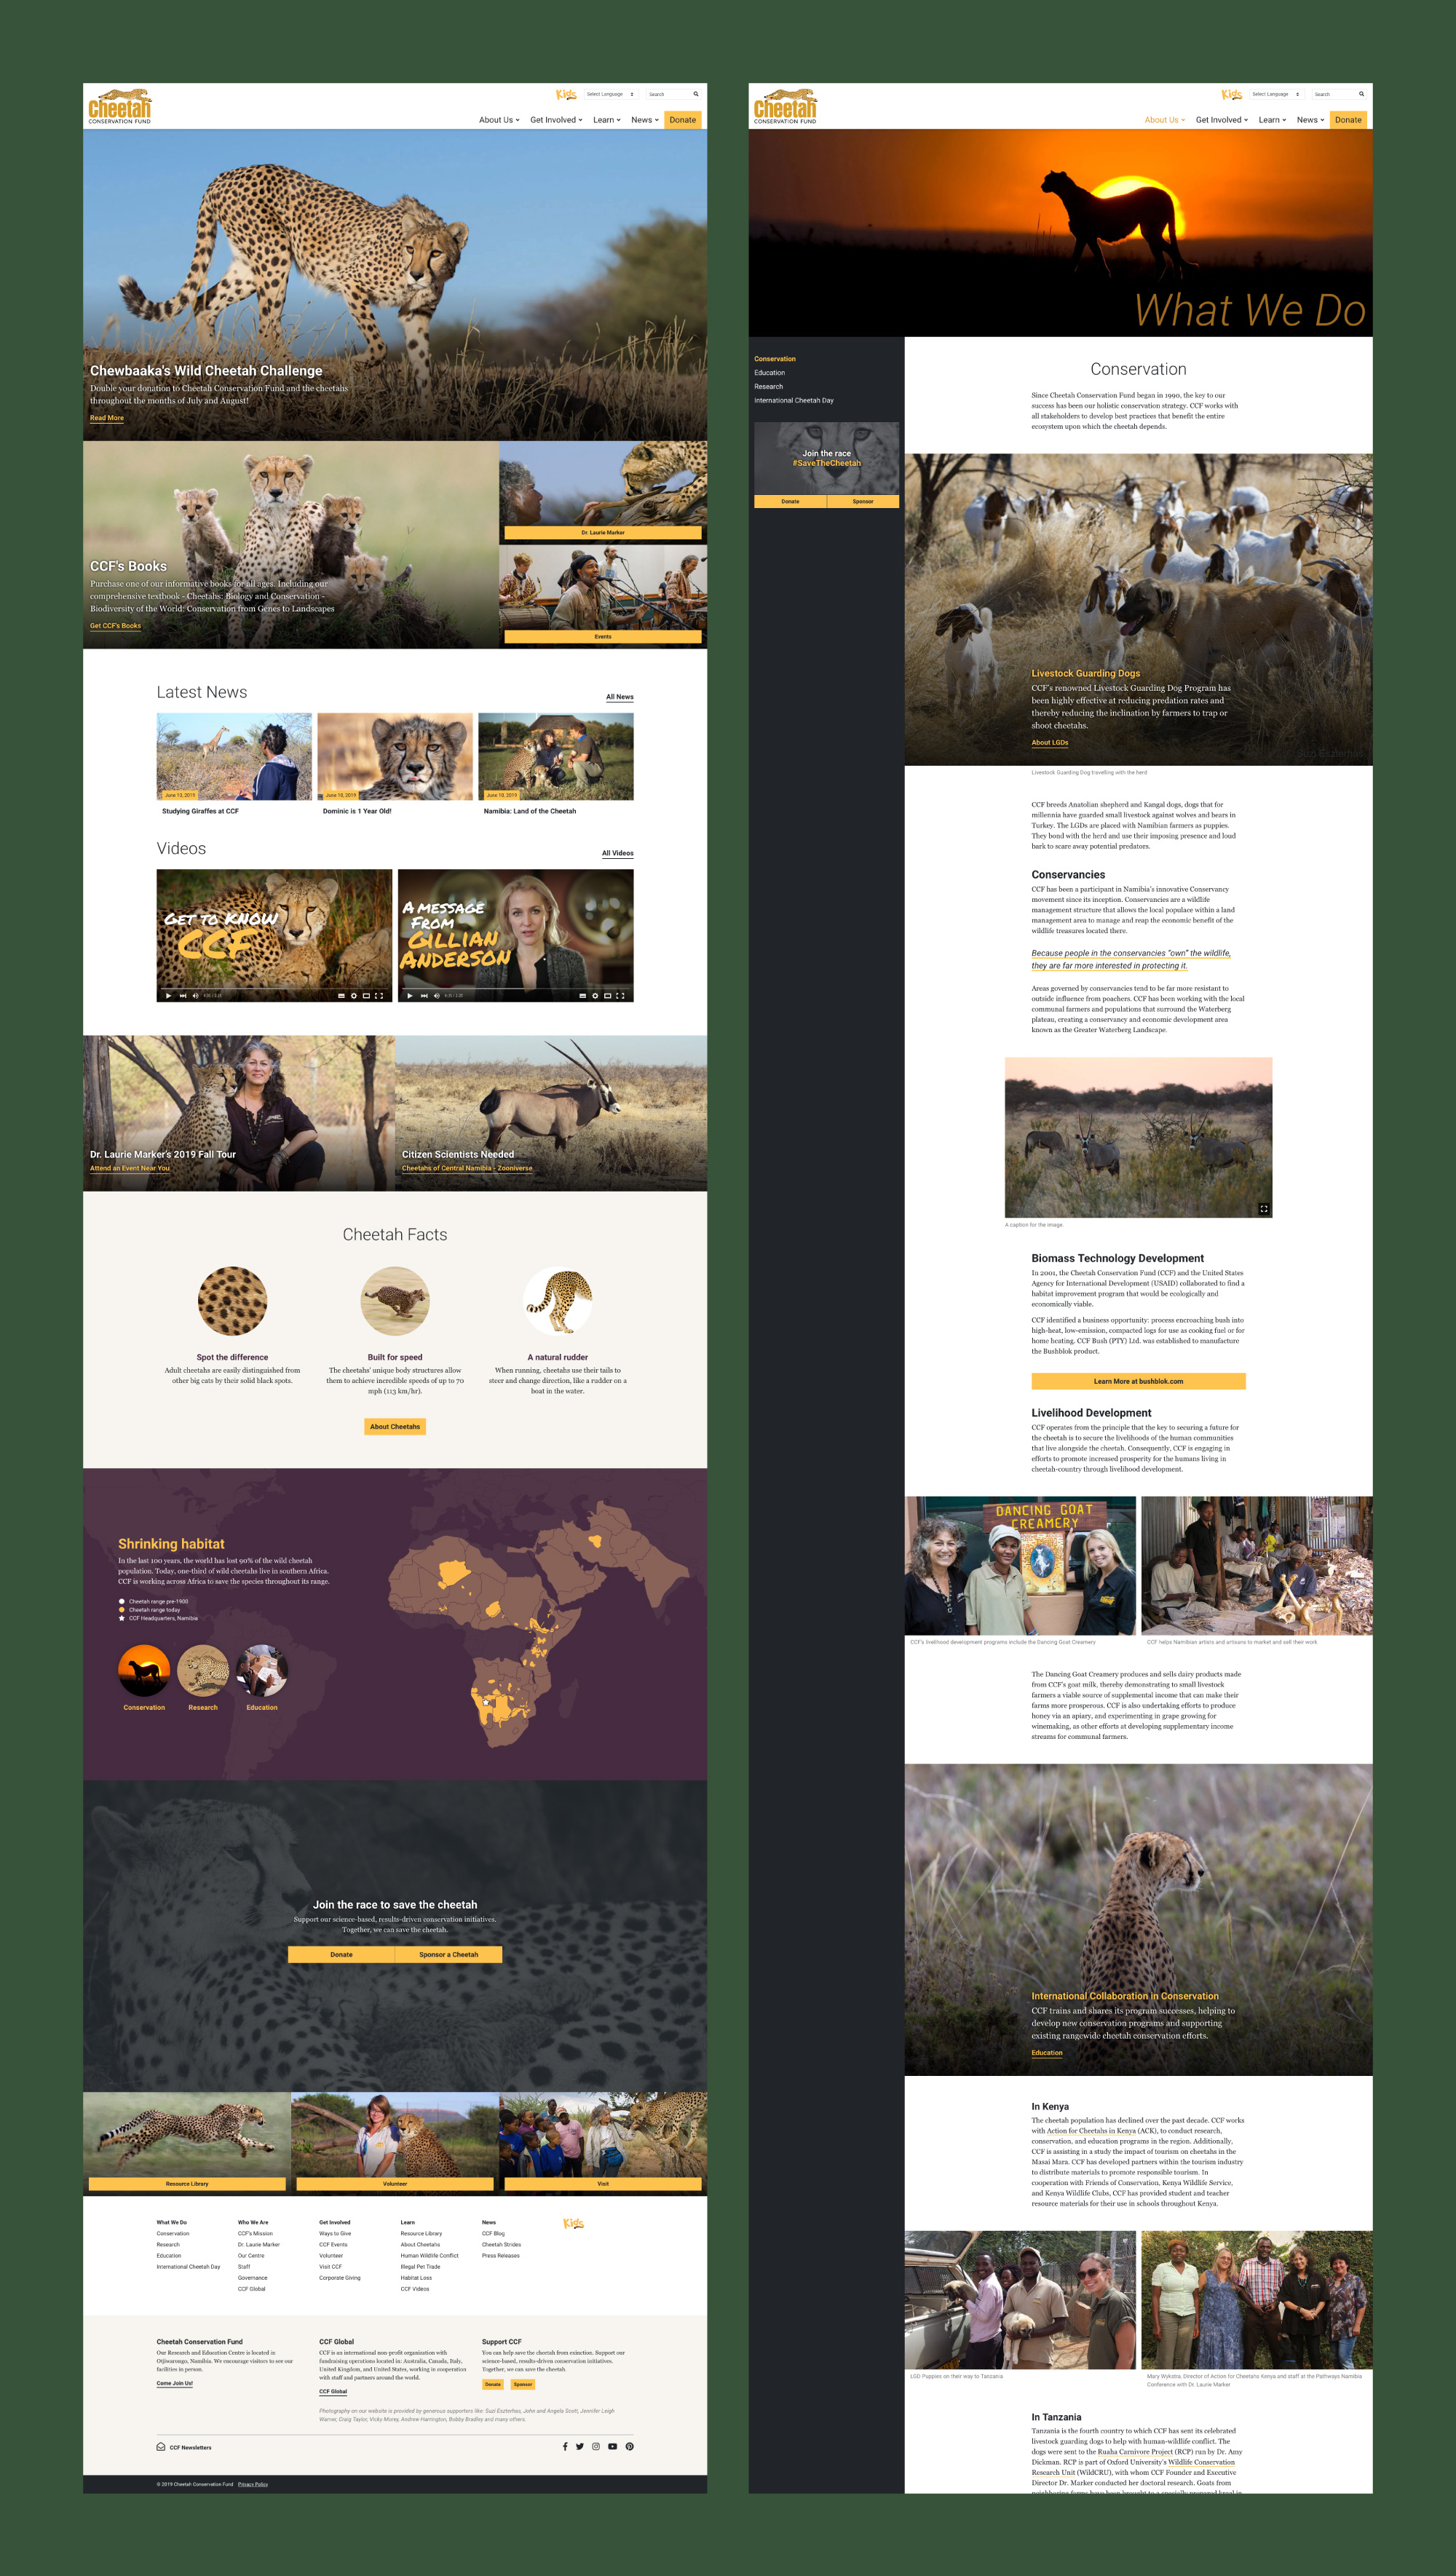 Cheetah
CONSERVATION FUND
Kids
Select Language
Search
About Us
Get Involved
Learn
News
Donate
Chewbaaka's Wild Cheetah Challenge
Double your donation to Cheetah Conservation Fund and the cheetahs
throughout the months of July and August!
Read More
CCF's Books
Purchase one of our informative books for all ages. Including our
comprehensive textbook - Cheetahs: Biology and Conservation -
Biodiversity of the World: Conservation from Genes to Landscapes
Get CCF's Books
Dr. Laurie Marker
Events
Latest News
All News
June 13, 2019
June 10, 2019
June 10, 2019
Studying Giraffes at CCF
Dominic is 1 Year Old!
Namibia: Land of the Cheetah
Videos
All Videos
GET TO KNOW
CCF
A MESSAGE
FROM
GILLIAN
ANDERSON
Dr. Laurie Marker's 2019 Fall Tour
Attend an Event Near You
Citizen Scientists Needed
Cheetahs of Central Namibia - Zooniverse
Cheetah Facts
Spot the difference
Adult cheetahs are easily distinguished from
other big cats by their solid black spots.
Built for speed
The cheetahs' unique body structures allow
them to achieve incredible speeds of up to 70
mph (113 km/hr).
A natural rudder
When running, cheetahs use their tails to
steer and change direction, like a rudder on a
boat in the water.
About Cheetahs
Shrinking habitat
In the last 100 years, the world has lost 90% of the wild cheetah
population. Today, one-third of wild cheetahs live in southern Africa.
CCF is working across Africa to save the species throughout its range.
Cheetah range pre-1900
Cheetah range today
CCF Headquarters, Namibia
Conservation
Research
Education
Join the race to save the cheetah
Support our science-based, results-driven conservation initiatives.
Together, we can save the cheetah.
Donate
Sponsor a Cheetah
Resource Library
Volunteer
Visit
What We Do
Conservation
Research
Education
International Cheetah Day
Who We Are
CCF's Mission
Dr. Laurie Marker
Our Centre
Staff
Governance
CCF Global
Get Involved
Ways to Give
CCF Events
Volunteer
Visit CCF
Corporate Giving
Learn
Resource Library
About Cheetahs
Human Wildlife Conflict
Illegal Pet Trade
Habitat Loss
CCF Videos
News
CCF Blog
Cheetah Strides
Press Releases
Kids
Cheetah Conservation Fund
Our Research and Education Centre is located in
Otjiwarongo, Namibia. We encourage visitors to see our
facilities in person.
Come Join Us!
CCF Global
CCF is an international non-profit organization with
fundraising operations located in: Australia, Canada, Italy,
United Kingdom, and United States, working in cooperation
with staff and partners around the world.
CCF Global
Support CCF
You can help save the cheetah from extinction. Support our
science-based, results-driven conservation initiatives.
Together, we can save the cheetah.
Donate
Sponsor
Photography on our website is provided by generous supporters like: Suzi Eszterhas, John and Angela Scott, Jennifer Leigh
Warner, Craig Taylor, Vicky Morey, Andrew Harrington, Bobby Bradley and many others.
CCF Newsletters
© 2019 Cheetah Conservation Fund
Privacy Policy
Cheetah
CONSERVATION FUND
Kids
Select Language
Search
About Us
Get Involved
Learn
News
Donate
What We Do
Conservation
Education
Research
International Cheetah Day
Join the race
#SaveTheCheetah
Donate
Sponsor
Conservation
Since Cheetah Conservation Fund began in 1990, the key to our
success has been our holistic conservation strategy. CCF works with
all stakeholders to develop best practices that benefit the entire
ecosystem upon which the cheetah depends.
Livestock Guarding Dogs
CCF's renowned Livestock Guarding Dog Program has
been highly effective at reducing predation rates and
thereby reducing the inclination by farmers to trap or
shoot cheetahs.
About LGDs
Livestock Guarding Dog travelling with the herd
CCF breeds Anatolian shepherd and Kangal dogs, dogs that for
millennia have guarded small livestock against wolves and bears in
Turkey. The LGDs are placed with Namibian farmers as puppies.
They bond with the herd and use their imposing presence and loud
bark to scare away potential predators.
Conservancies
CCF has been a participant in Namibia's innovative Conservancy
movement since its inception. Conservancies are a wildlife
management structure that allows the local populace within a land
management area to manage and reap the economic benefit of the
wildlife treasures located there.
Because people in the conservancies "own" the wildlife,
they are far more interested in protecting it.
Areas governed by conservancies tend to be far more resistant to
outside influence from poachers. CCF has been working with the local
communal farmers and populations that surround the Waterberg
plateau, creating a conservancy and economic development area
known as the Greater Waterberg Landscape.
A caption for the image.
Biomass Technology Development
In 2001, the Cheetah Conservation Fund (CCF) and the United States
Agency for International Development (USAID) collaborated to find a
habitat improvement program that would be ecologically and
economically viable.
CCF identified a business opportunity: process encroaching bush into
high-heat, low-emission, compacted logs for use as cooking fuel or for
home heating. CCF Bush (PTY) Ltd. was established to manufacture
the Bushblok product.
Learn More at bushblok.com
Livelihood Development
CCF operates from the principle that the key to securing a future for
the cheetah is to secure the livelihoods of the human communities
that live alongside the cheetah. Consequently, CCF is engaging in
efforts to promote increased prosperity for the humans living in
cheetah-country through livelihood development.
DANCING GOAT
CREAMERY
CCF's livelihood development programs include the Dancing Goat Creamery
CCF helps Namibian artists and artisans to market and sell their work
The Dancing Goat Creamery produces and sells dairy products made
from CCF's goat milk, thereby demonstrating to small livestock
farmers a viable source of supplemental income that can make their
farms more prosperous. CCF is also undertaking efforts to produce
honey via an apiary, and experimenting in grape growing for
winemaking, as other efforts at developing supplementary income
streams for communal farmers.
International Collaboration in Conservation
CCF trains and shares its program successes, helping to
develop new conservation programs and supporting
existing rangewide cheetah conservation efforts.
Education
In Kenya
The cheetah population has declined over the past decade. CCF works
with Action for Cheetahs in Kenya (ACK), to conduct research,
conservation, and education programs in the region. Additionally,
CCF is assisting in a study the impact of tourism on cheetahs in the
Masai Mara. CCF has developed partners within the tourism industry
to distribute materials to promote responsible tourism. In
cooperation with Friends of Conservation, Kenya Wildlife Service,
and Kenya Wildlife Clubs, CCF has provided student and teacher
resource materials for their use in schools throughout Kenya.
LGD Puppies on their way to Tanzania
Mary Wykstra, Director of Action for Cheetahs Kenya and staff at the Pathways Namibia
Conference with Dr. Laurie Marker
In Tanzania
Tanzania is the fourth country to which CCF has sent its celebrated
livestock guarding dogs to help with human-wildlife conflict. The
dogs were sent to the Ruaha Carnivore Project (RCP) run by Dr. Amy
Dickman. RCP is part of Oxford University's Wildlife Conservation
Research Unit (WildCRU), with whom CCF Founder and Executive
Director Dr. Marker conducted her doctoral research. Goats from